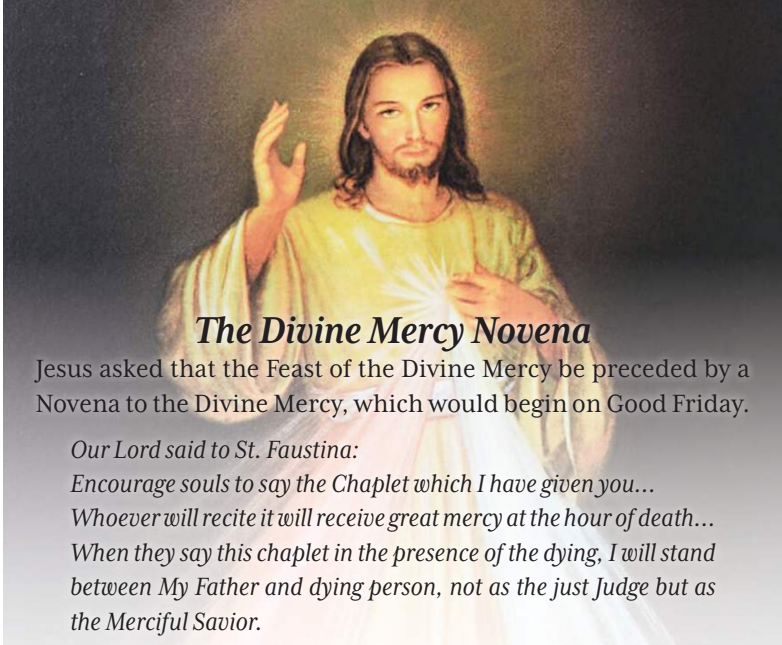 The Divine Mercy Novena
Jesus asked that the Feast of the Divine Mercy be preceded by a
Novena to the Divine Mercy, which would begin on Good Friday.
Our Lord said to St. Faustina:
Encourage souls to say the Chaplet which I have given you...
Whoever will recite it will receive great mercy at the hour of death...
When they say this chaplet in the presence of the dying, I will stand
between My Father and dying person, not as the just Judge but as
the Merciful Savior.